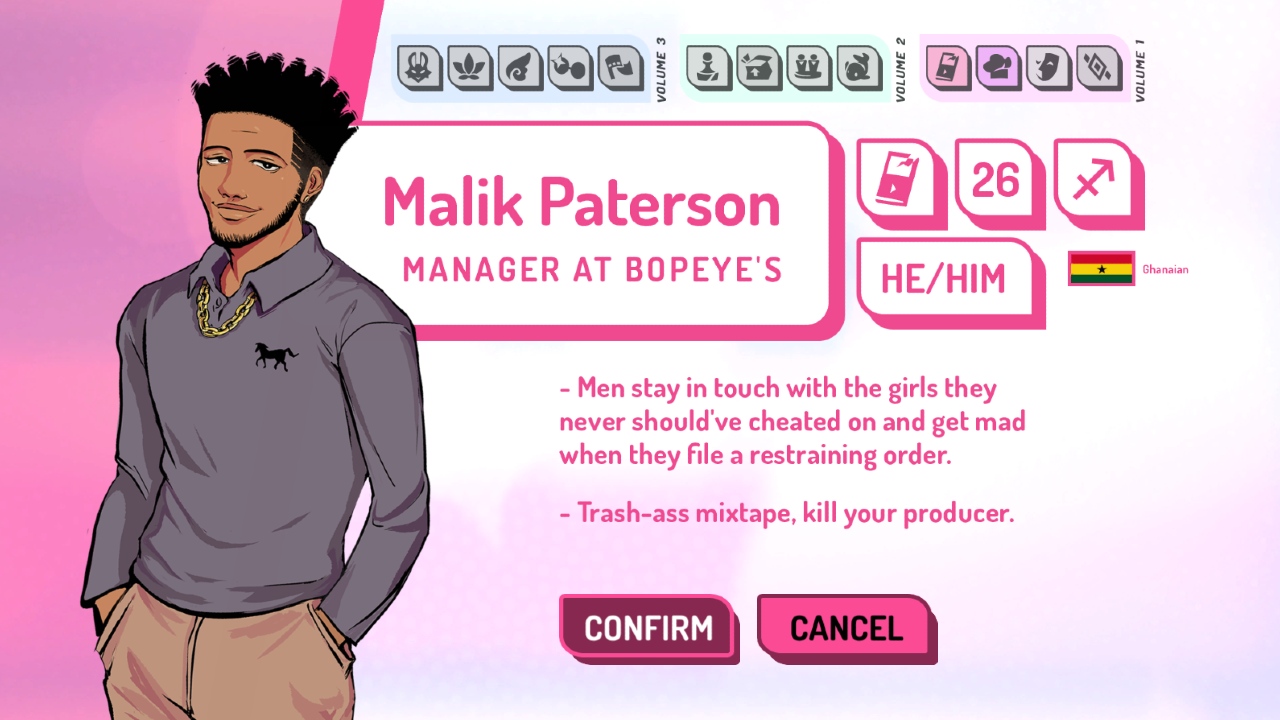 VOLUME 3
VOLUME 2
VOLUME 1
Malik Paterson
MANAGER AT BOPEYE'S
26
HE/HIM
Ghanaian
- Men stay in touch with the girls they
never should've cheated on and get mad
when they file a restraining order.
- Trash-ass mixtape, kill your producer.
CONFIRM
CANCEL